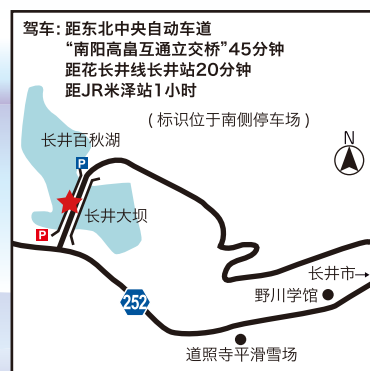 驾车：距东北中央自动车道
“南阳高畠互通立交桥”45分钟
距花长井线长井站20分钟
距JR米泽站1小时
（标识位于南侧停车场）
长井百秋湖
P
N
长井大坝
P
长井市→
野川学馆
252
道照寺平滑雪场